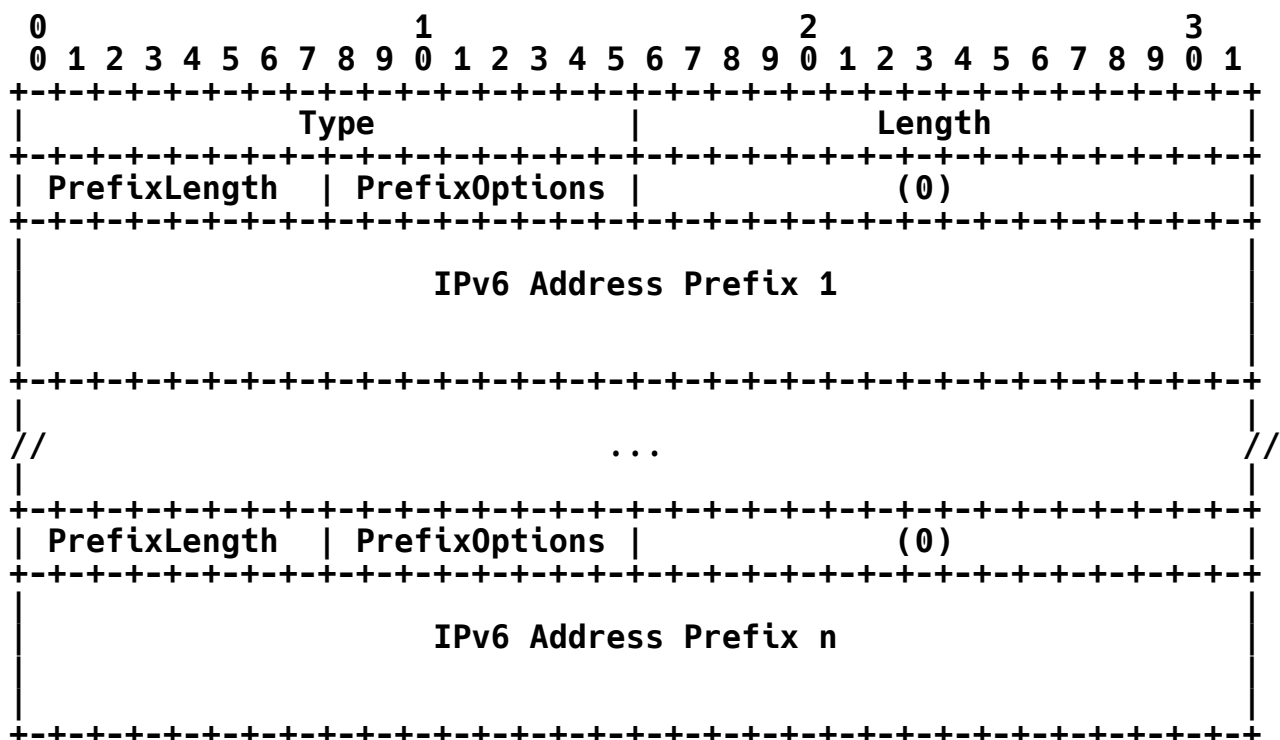 0                   1                   2                   3
0 1 2 3 4 5 6 7 8 9 0 1 2 3 4 5 6 7 8 9 0 1 2 3 4 5 6 7 8 9 0 1
+-+-+-+-+-+-+-+-+-+-+-+-+-+-+-+-+-+-+-+-+-+-+-+-+-+-+-+-+-+-+-+-+
|              Type             |            Length             |
+-+-+-+-+-+-+-+-+-+-+-+-+-+-+-+-+-+-+-+-+-+-+-+-+-+-+-+-+-+-+-+-+
| PrefixLength  | PrefixOptions |             (0)               |
+-+-+-+-+-+-+-+-+-+-+-+-+-+-+-+-+-+-+-+-+-+-+-+-+-+-+-+-+-+-+-+-+
|                                                               |
|                     IPv6 Address Prefix 1                     |
|                                                               |
|                                                               |
+-+-+-+-+-+-+-+-+-+-+-+-+-+-+-+-+-+-+-+-+-+-+-+-+-+-+-+-+-+-+-+-+
|                                                               |
//                             ...                              //
|                                                               |
+-+-+-+-+-+-+-+-+-+-+-+-+-+-+-+-+-+-+-+-+-+-+-+-+-+-+-+-+-+-+-+-+
| PrefixLength  | PrefixOptions |             (0)               |
+-+-+-+-+-+-+-+-+-+-+-+-+-+-+-+-+-+-+-+-+-+-+-+-+-+-+-+-+-+-+-+-+
|                                                               |
|                     IPv6 Address Prefix n                     |
|                                                               |
|                                                               |
+-+-+-+-+-+-+-+-+-+-+-+-+-+-+-+-+-+-+-+-+-+-+-+-+-+-+-+-+-+-+-+-+